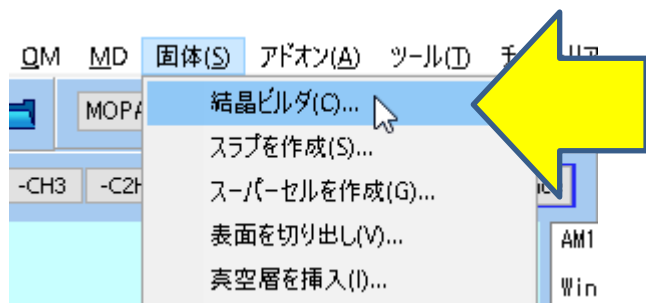 QM MD 固体(S) アドオン(A) ツール(T)
結晶ビルダ(C)...
MOPA
スラブを作成(S)...
-CH3 -C2H
スーパーセルを作成(G)...
表面を切り出し(V)...
AM1
真空層を挿入(I)...
Win